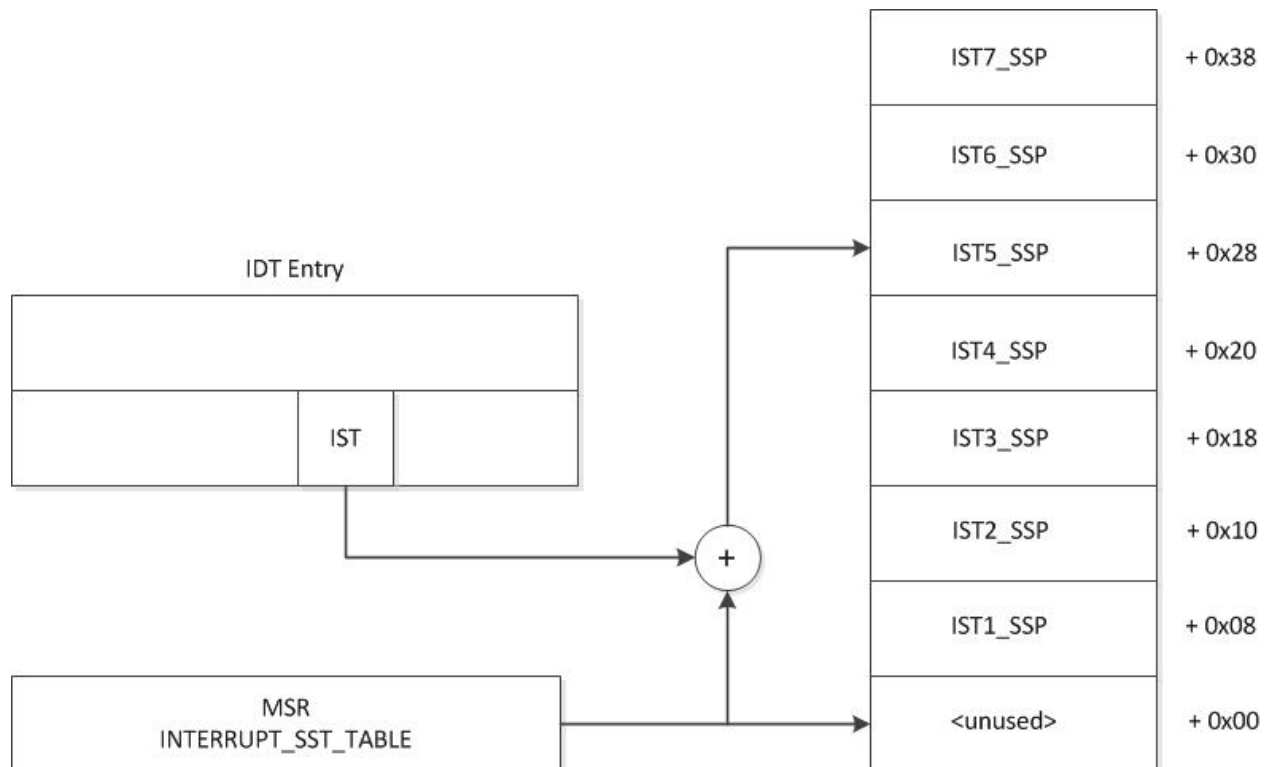 IST7_SSP + 0x38
IST6_SSP + 0x30
IST5_SSP + 0x28
IDT Entry
IST4_SSP + 0x20
IST
IST3_SSP + 0x18
IST2_SSP + 0x10
+
IST1_SSP + 0x08
MSR
INTERRUPT_SST_TABLE
<unused> + 0x00